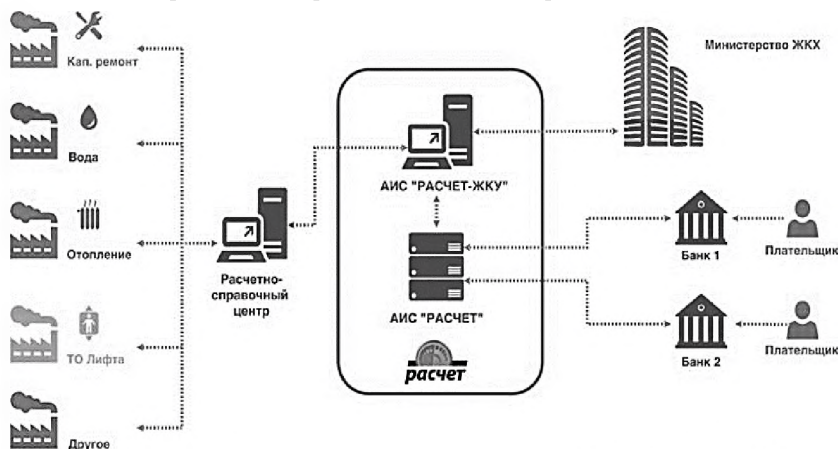 Кап. ремонт
Вода
Отопление
ТО Лифта
Другое
Расчетно-
справочный
центр
АИС "РАСЧЕТ-ЖКУ"
АИС "РАСЧЕТ"
расчет
Министерство ЖКХ
Банк 1
Плательщик
Банк 2
Плательщик